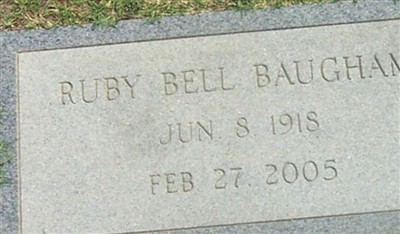 RUBY BELL BAUGHAM
JUN. 8. 1918
FEB 27. 2005